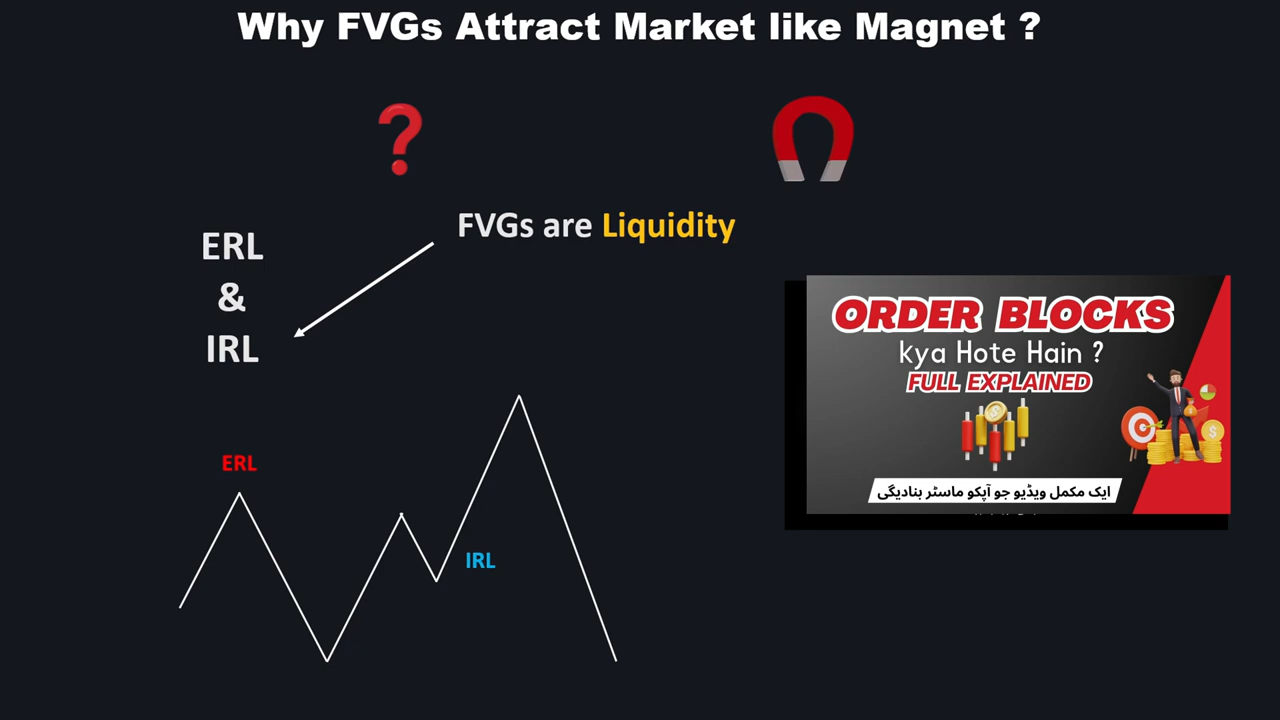 Why FVGs Attract Market like Magnet ?
FVGs are Liquidity
ERL
&
IRL
ORDER BLOCKS
kya Hote Hain ?
FULL EXPLAINED
ایک مکمل ویڈیو جو آپکو ماسٹر بنادیگی
ERL
IRL